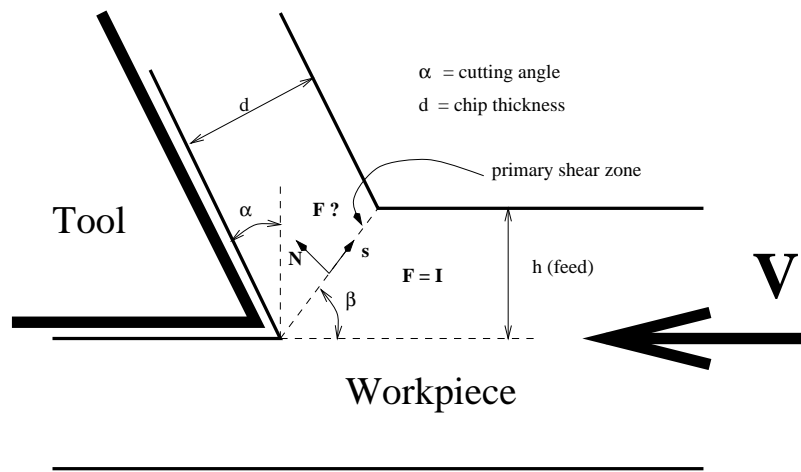 α = cutting angle
d = chip thickness
d
primary shear zone
Tool
α
F ?
N
s
F = I
h (feed)
V
β
Workpiece